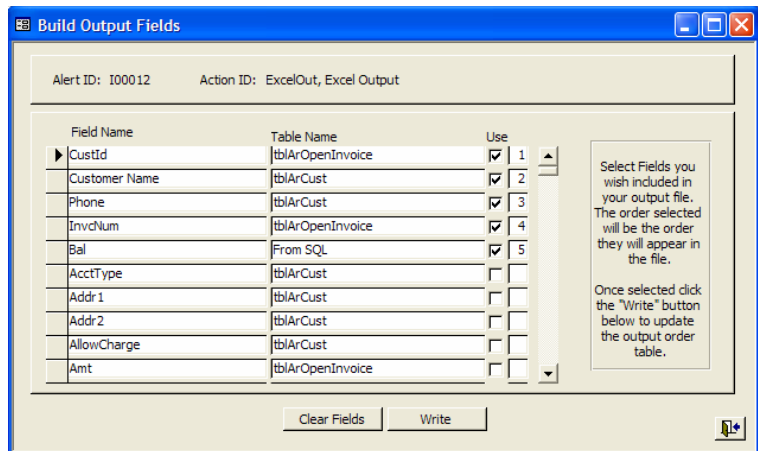 Build Output Fields
Alert ID: I00012 Action ID: ExcelOut, Excel Output
Field Name Table Name Use
CustId tblArOpenInvoice 1
Customer Name tblArCust 2
Phone tblArCust 3
InvcNum tblArOpenInvoice 4
Bal From SQL 5
AcctType tblArCust
Addr1 tblArCust
Addr2 tblArCust
AllowCharge tblArCust
Amt tblArOpenInvoice
Select Fields you
wish included in
your output file.
The order selected
will be the order
they will appear in
the file.
Once selected click
the "Write" button
below to update
the output order
table.
Clear Fields Write